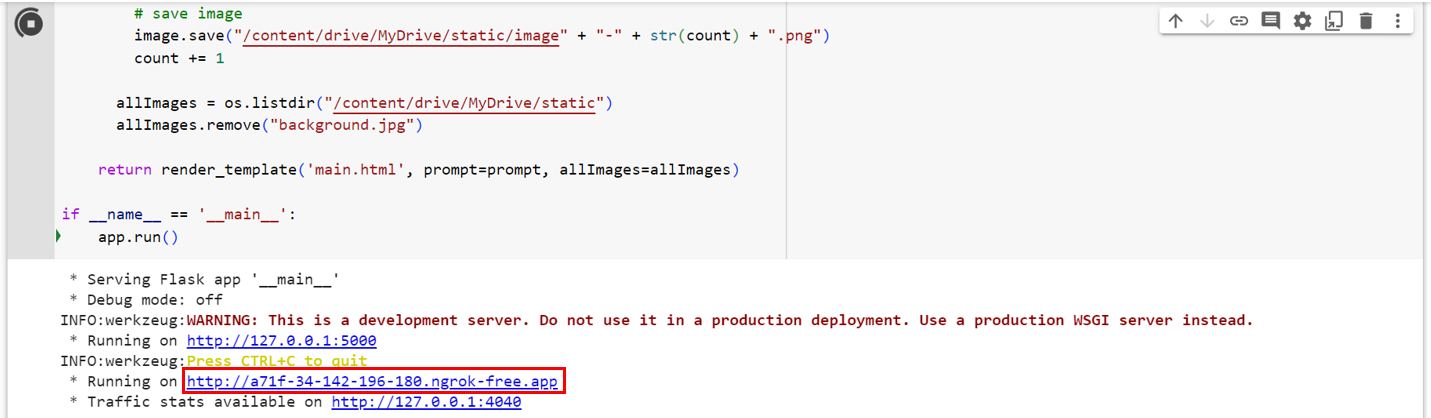 # save image
image.save("/content/drive/MyDrive/static/image" + "-" + str(count) + ".png")
count += 1
allImages = os.listdir("/content/drive/MyDrive/static")
allImages.remove("background.jpg")
return render_template('main.html', prompt=prompt, allImages=allImages)
if __name__ == '__main__':
app.run()
* Serving Flask app '__main__'
* Debug mode: off
INFO:werkzeug:WARNING: This is a development server. Do not use it in a production deployment. Use a production WSGI server instead.
* Running on http://127.0.0.1:5000
INFO:werkzeug:Press CTRL+C to quit
* Running on http://a71f-34-142-196-180.ngrok-free.app
* Traffic stats available on http://127.0.0.1:4040